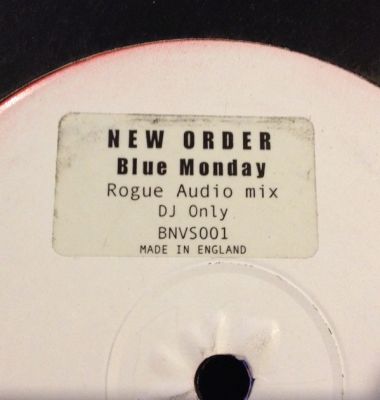 NEW ORDER
Blue Monday
Rogue Audio mix
DJ Only
BNVS001
MADE IN ENGLAND